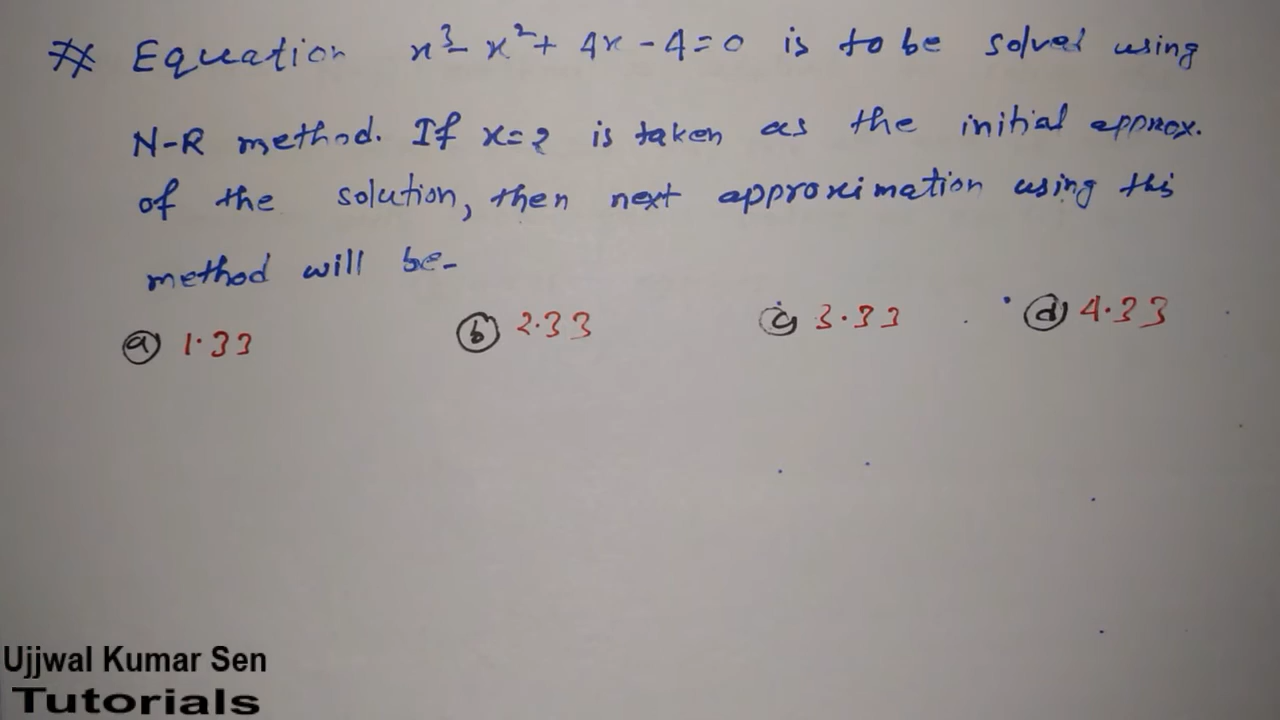 ※ Equation x³- x²+ 4x - 4 = 0 is to be solved using
N-R method. If x=2 is taken as the initial approx.
of the solution, then next approximation using this
method will be-
(a) 1.33 (b) 2.33 (c) 3.33 (d) 4.33
Ujjwal Kumar Sen
Tutorials